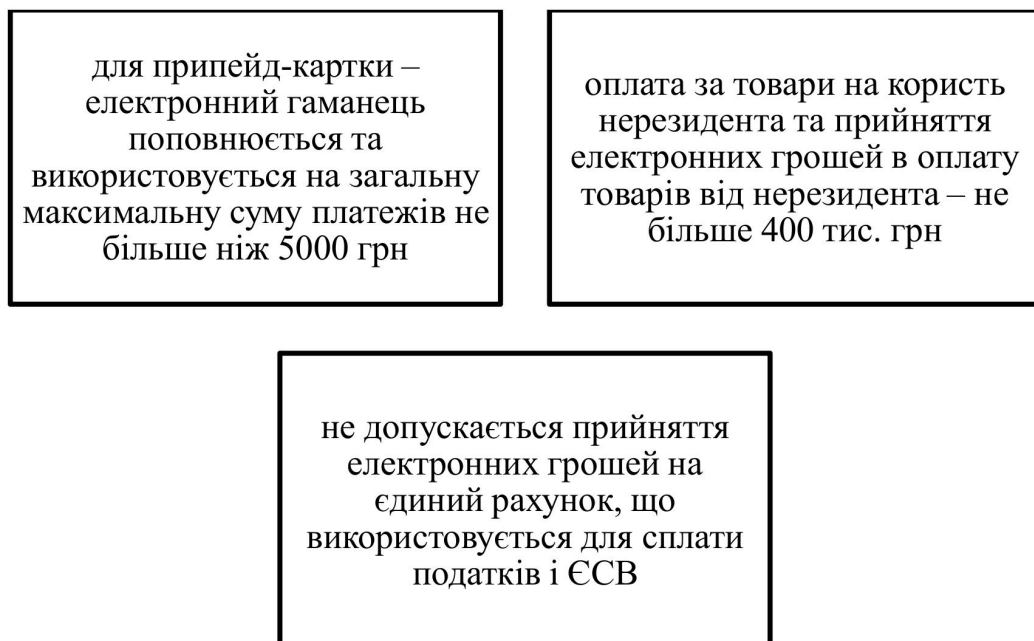 для припейд-картки –
електронний гаманець
поповнюється та
використовується на загальну
максимальну суму платежів не
більше ніж 5000 грн
оплата за товари на користь
нерезидента та прийняття
електронних грошей в оплату
товарів від нерезидента – не
більше 400 тис. грн
не допускається прийняття
електронних грошей на
єдиний рахунок, що
використовується для сплати
податків і ЄСВ